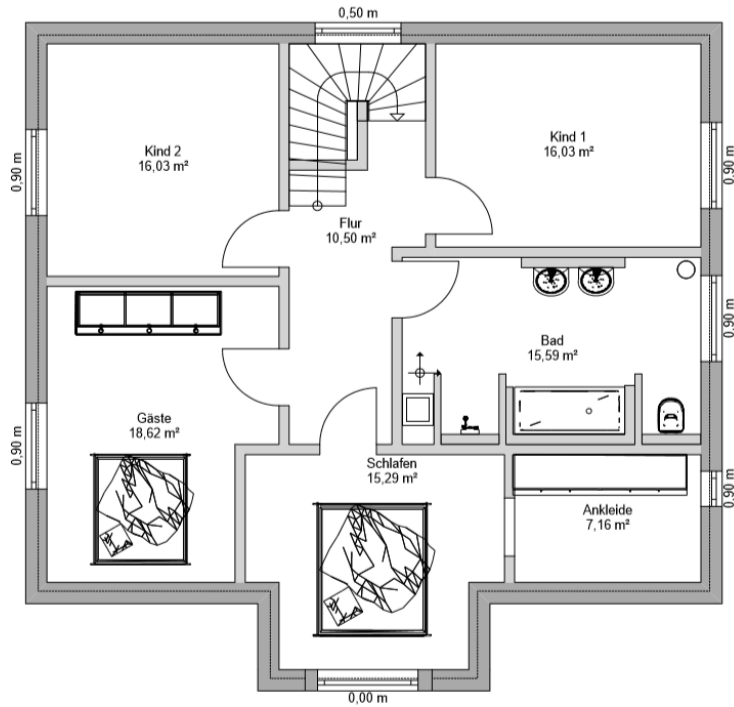 0,50 m
Kind 2
16,03 m²
Kind 1
16,03 m²
0,90 m
0,90 m
Flur
10,50 m²
0,90 m
Bad
15,59 m²
Gäste
18,62 m²
0,90 m
Schlafen
15,29 m²
0,90 m
Ankleide
7,16 m²
0,00 m